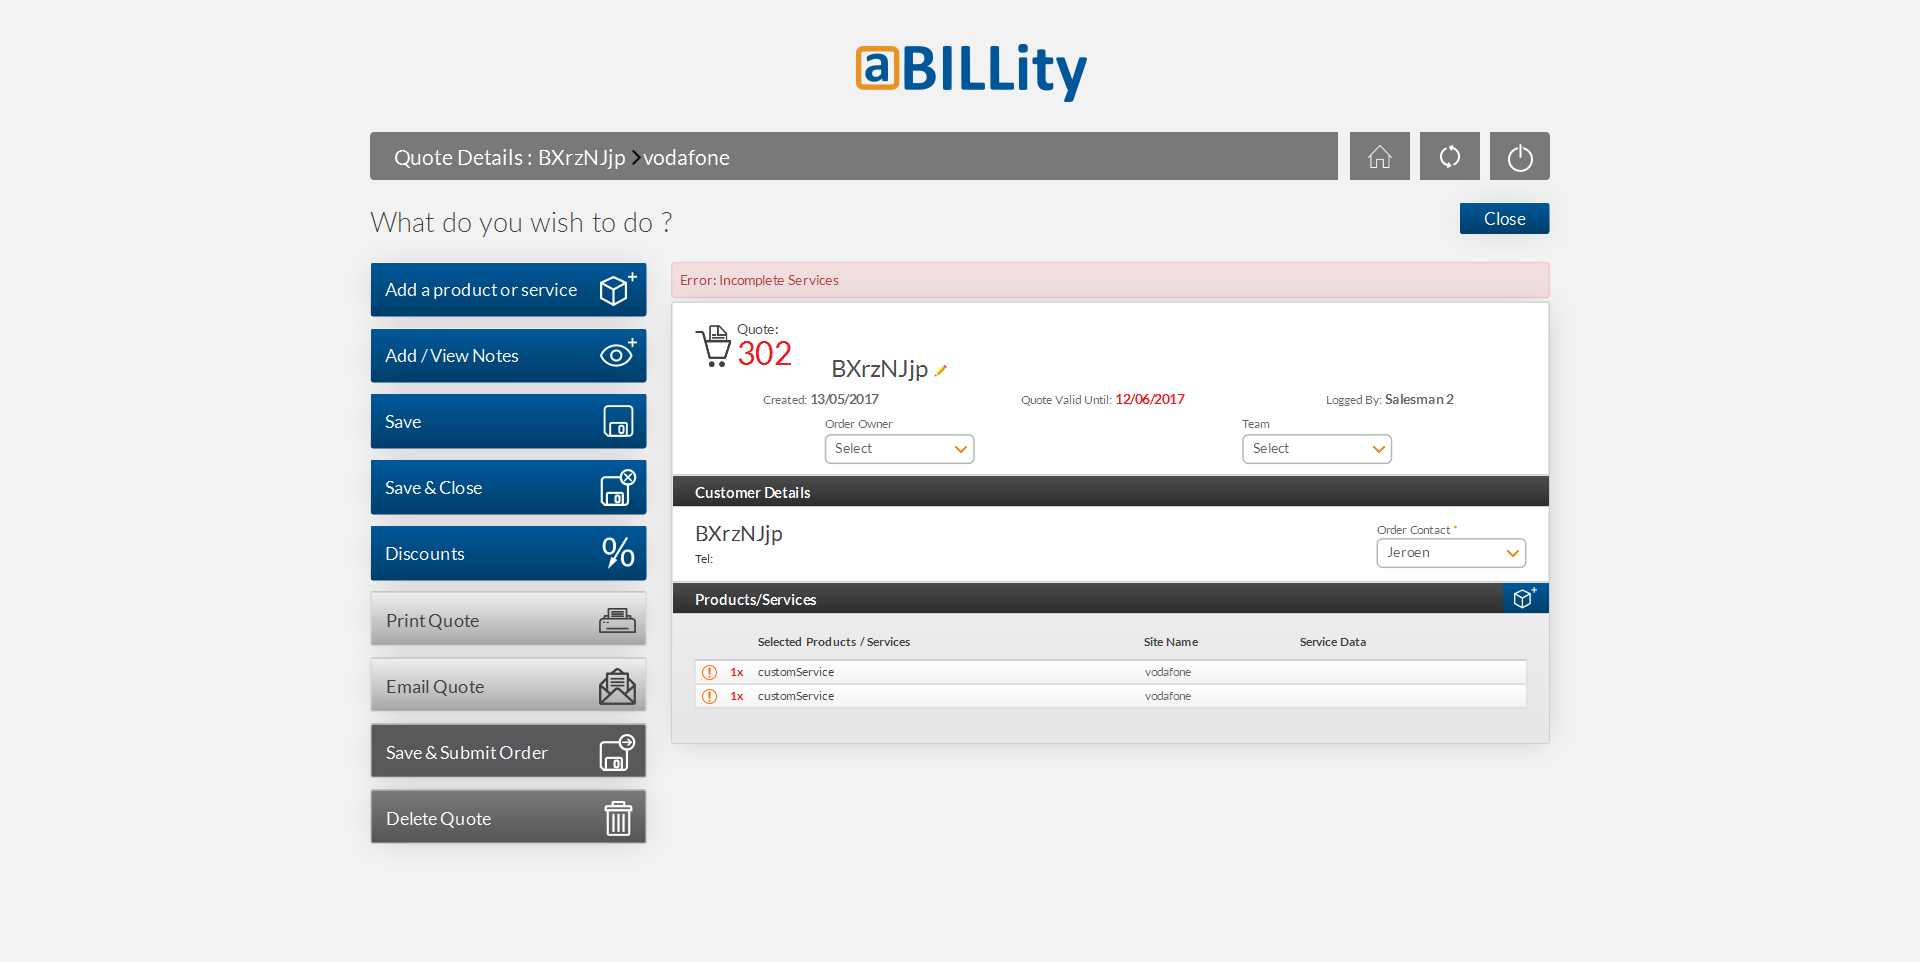 aBILLity
Quote Details : BXrzNJjp vodafone
What do you wish to do ?
Close
Add a product or service
Add / View Notes
Save
Save & Close
Discounts
Print Quote
Email Quote
Save & Submit Order
Delete Quote
Error: Incomplete Services
Quote:
302
BXrzNJjp
Created: 13/05/2017 Quote Valid Until: 12/06/2017 Logged By: Salesman 2
Order Owner Team
Select Select
Customer Details
BXrzNJjp
Tel:
Order Contact *
Jeroen
Products/Services
Selected Products / Services Site Name Service Data
1x customService vodafone
1x customService vodafone